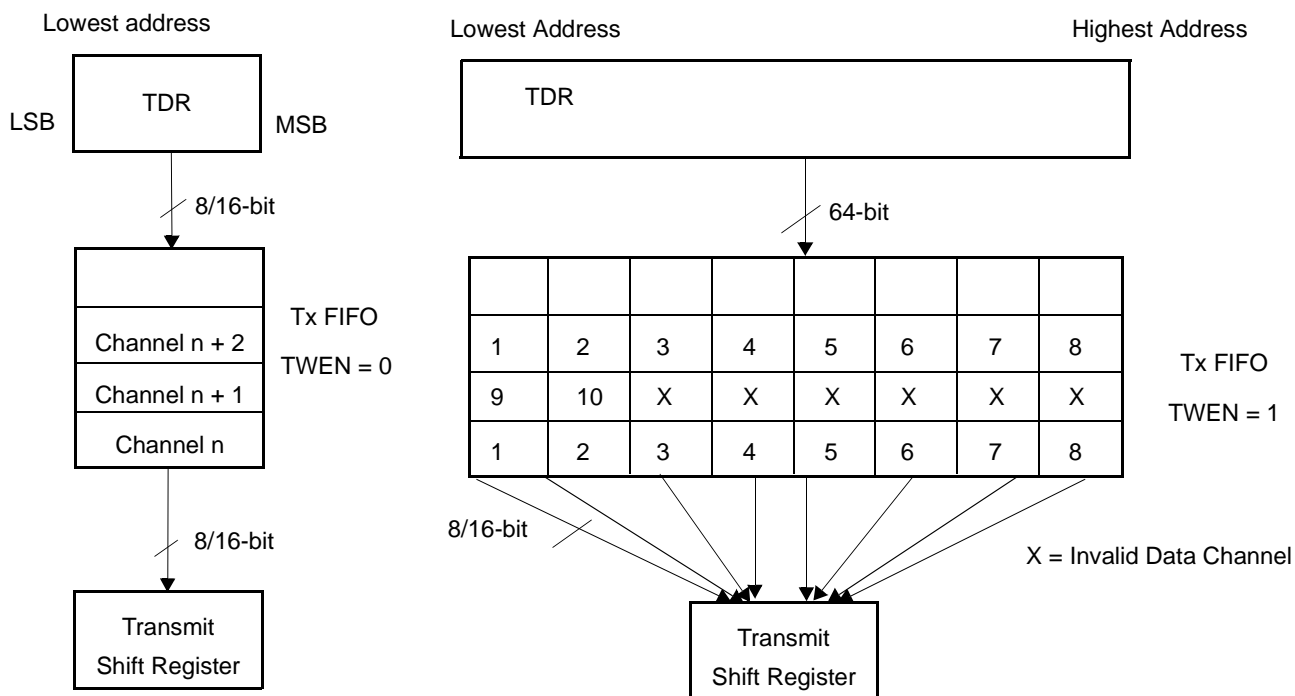 Lowest address
TDR
LSB
MSB
8/16-bit
Channel n + 2
Channel n + 1
Channel n
Tx FIFO
TWEN = 0
8/16-bit
Transmit
Shift Register
Lowest Address
Highest Address
TDR
64-bit
1 2 3 4 5 6 7 8
9 10 X X X X X X
1 2 3 4 5 6 7 8
Tx FIFO
TWEN = 1
8/16-bit
X = Invalid Data Channel
Transmit
Shift Register